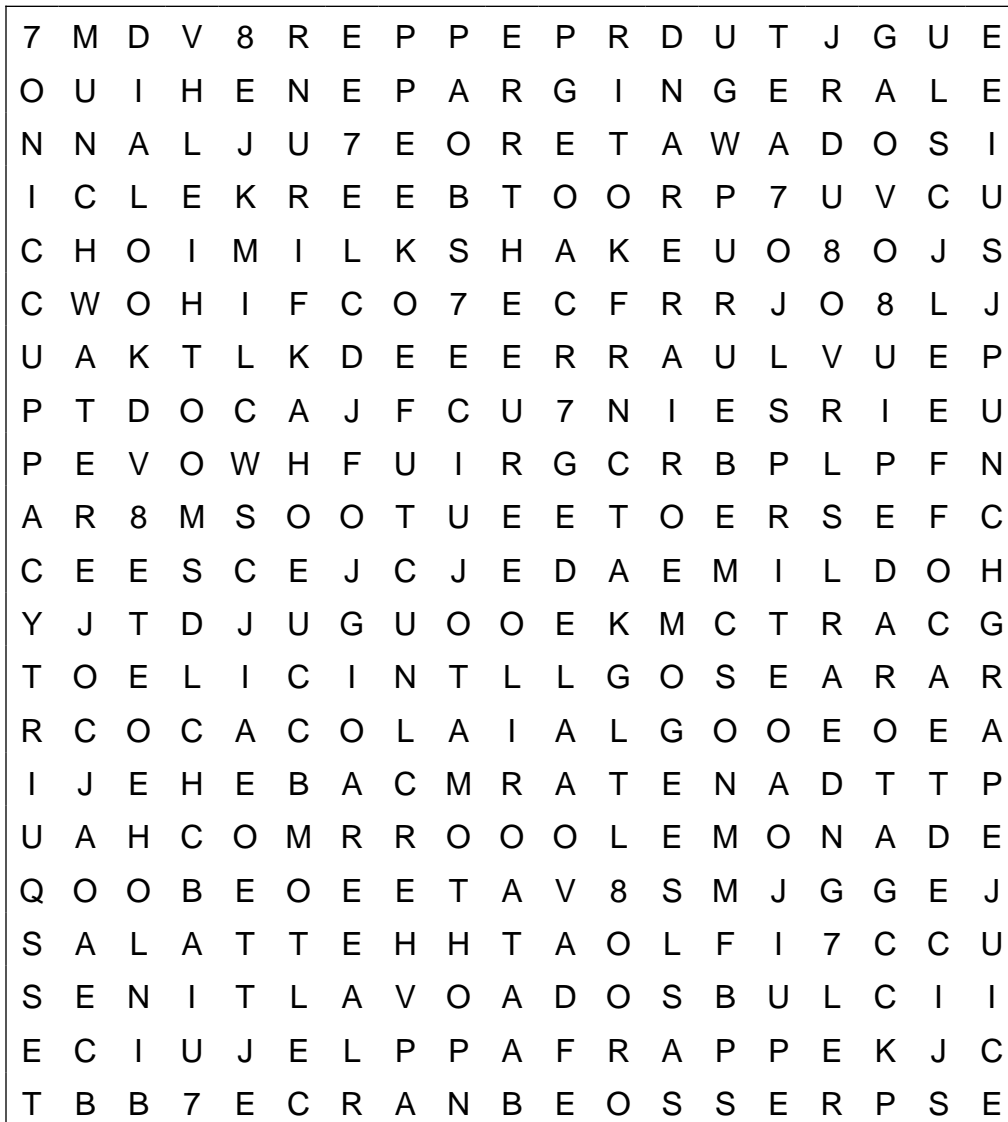 7 M D V 8 R E P P E P R D U T J G U E
O U I H E N E P A R G I N G E R A L E
N N A L J U 7 E O R E T A W A D O S I
I C L E K R E E B T O O R P 7 U V C U
C H O I M I L K S H A K E U O 8 O J S
C W O H I F C O 7 E C F R R J O 8 L J
U A K T L K D E E E R R A U L V U E P
P T D O C A J F C U 7 N I E S R I E U
P E V O W H F U I R G C R B P L P F N
A R 8 M S O O T U E E T O E R S E F C
C E E S C E J C J E D A E M I L D O H
Y J T D J U G U O O E K M C T R A C G
T O E L I C I N T L L G O S E A R A R
R C O C A C O L A I A L G O O E O E A
I J E H E B A C M R A T E N A D T T P
U A H C O M R R O O O L E M O N A D E
Q O O B E O E E T A V 8 S M J G G E J
S A L A T T E H H T A O L F I 7 C C U
S E N I T L A V O A D O S B U L C I I
E C I U J E L P P A F R A P P E K J C
T B B 7 E C R A N B E O S S E R P S E